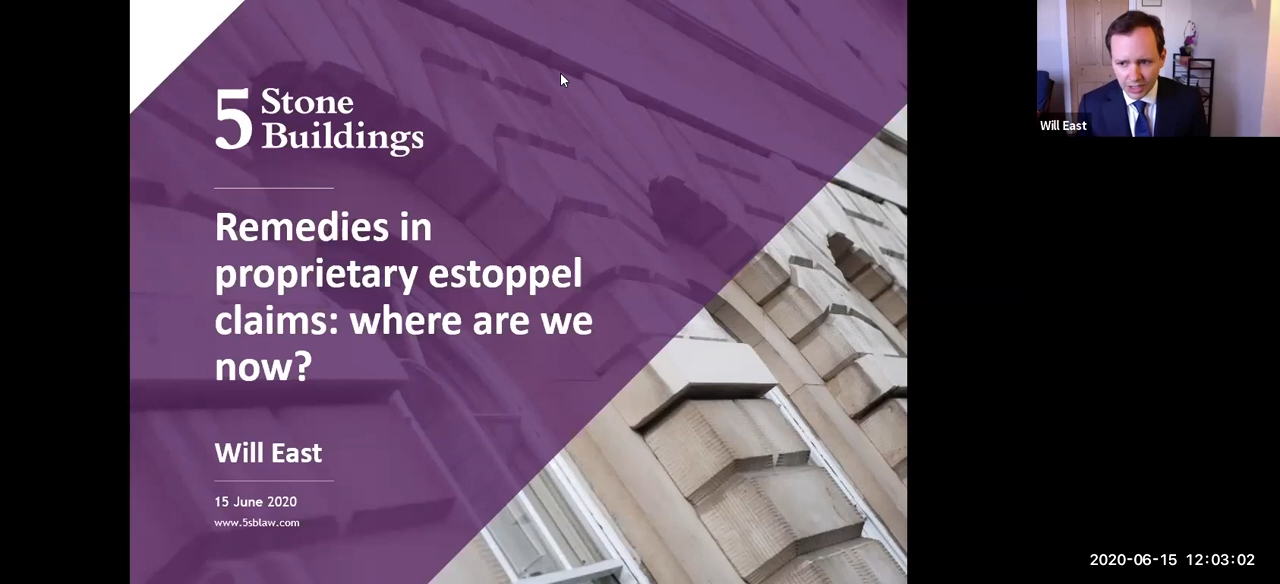 5 Stone
Buildings
Remedies in
proprietary estoppel
claims: where are we
now?
Will East
15 June 2020
www.5sblaw.com
Will East
2020-06-15 12:03:02